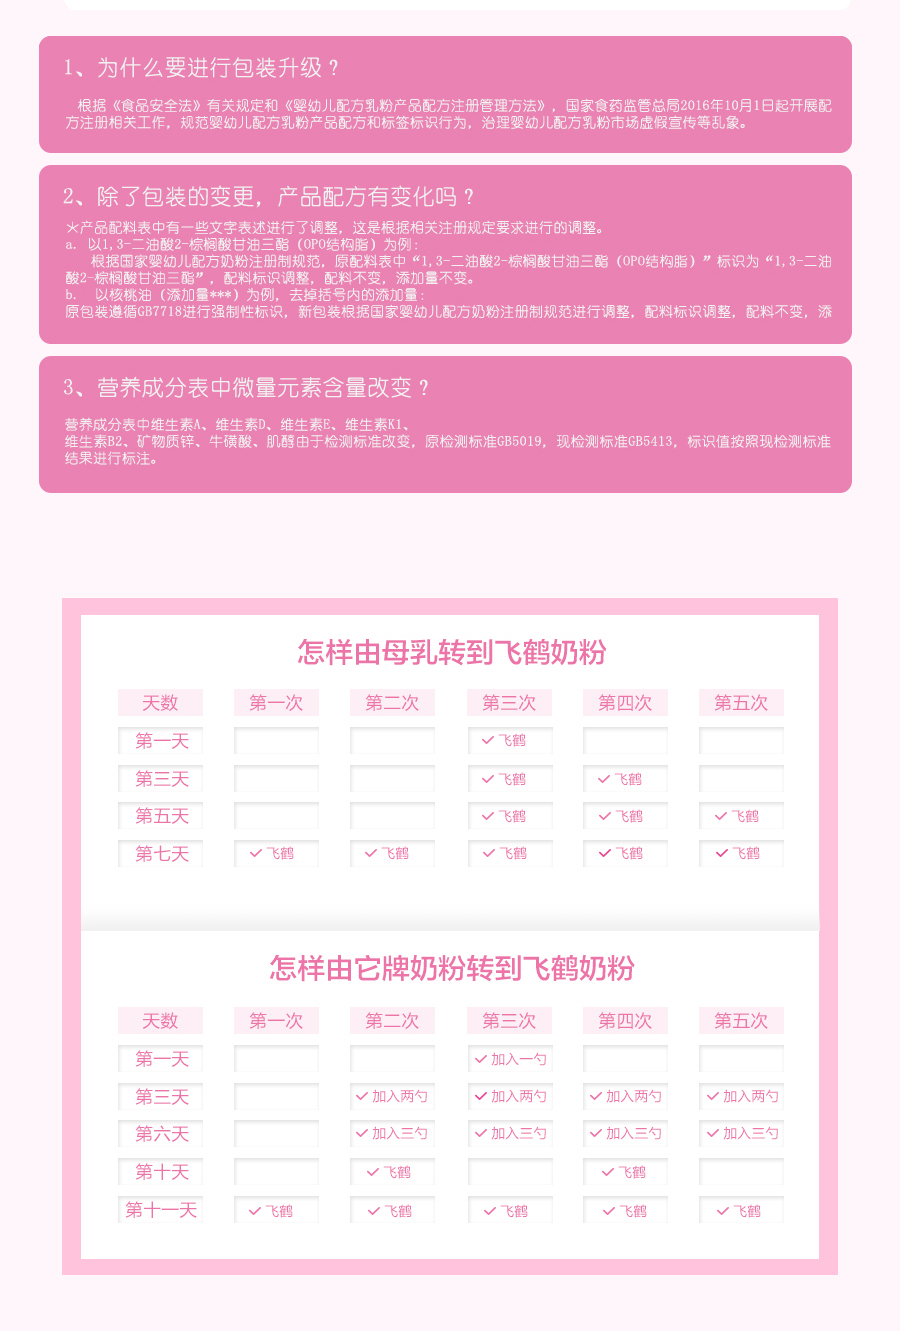 1、为什么要进行包装升级？
根据《食品安全法》有关规定和《婴幼儿配方乳粉产品配方注册管理方法》，国家食药监管总局2016年10月1日起开展配
方注册相关工作，规范婴幼儿配方乳粉产品配方和标签标识行为，治理婴幼儿配方乳粉市场虚假宣传等乱象。
2、除了包装的变更，产品配方有变化吗？
＊产品配料表中有一些文字表述进行了调整，这是根据相关注册规定要求进行的调整。
a. 以1,3-二油酸2-棕榈酸甘油三酯（OPO结构脂）为例：
根据国家婴幼儿配方奶粉注册制规范，原配料表中“1,3-二油酸2-棕榈酸甘油三酯（OPO结构脂）”标识为“1,3-二油
酸2-棕榈酸甘油三酯”，配料标识调整，配料不变，添加量不变。
b. 以核桃油（添加量***）为例，去掉括号内的添加量：
原包装遵循GB7718进行强制性标识，新包装根据国家婴幼儿配方奶粉注册制规范进行调整，配料标识调整，配料不变，添
3、营养成分表中微量元素含量改变？
营养成分表中维生素A、维生素D、维生素E、维生素K1、
维生素B2、矿物质锌、牛磺酸、肌醇由于检测标准改变，原检测标准GB5019，现检测标准GB5413，标识值按照现检测标准
结果进行标注。
怎样由母乳转到飞鹤奶粉
天数 第一次 第二次 第三次 第四次 第五次
第一天 ✓飞鹤
第三天 ✓飞鹤 ✓飞鹤
第五天 ✓飞鹤 ✓飞鹤 ✓飞鹤
第七天 ✓飞鹤 ✓飞鹤 ✓飞鹤 ✓飞鹤 ✓飞鹤
怎样由它牌奶粉转到飞鹤奶粉
天数 第一次 第二次 第三次 第四次 第五次
第一天 ✓加入一勺
第三天 ✓加入两勺 ✓加入两勺 ✓加入两勺 ✓加入两勺
第六天 ✓加入三勺 ✓加入三勺 ✓加入三勺 ✓加入三勺
第十天 ✓飞鹤 ✓飞鹤
第十一天 ✓飞鹤 ✓飞鹤 ✓飞鹤 ✓飞鹤 ✓飞鹤